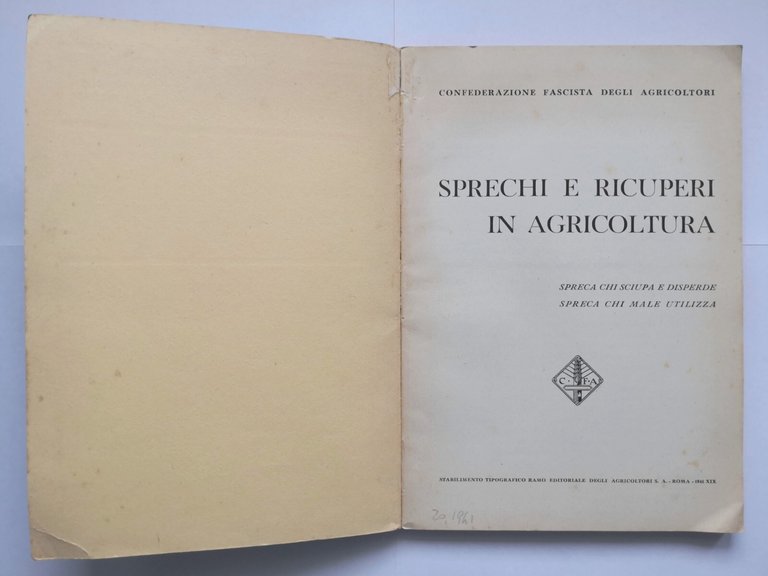 CONFEDERAZIONE FASCISTA DEGLI AGRICOLTORI
SPRECHI E RICUPERI
IN AGRICOLTURA
SPRECA CHI SCIUPA E DISPERDE
SPRECA CHI MALE UTILIZZA
C · N · F · A
STABILIMENTO TIPOGRAFICO RAMO EDITORIALE DEGLI AGRICOLTORI S. A. - ROMA - 1941 XIX
1941